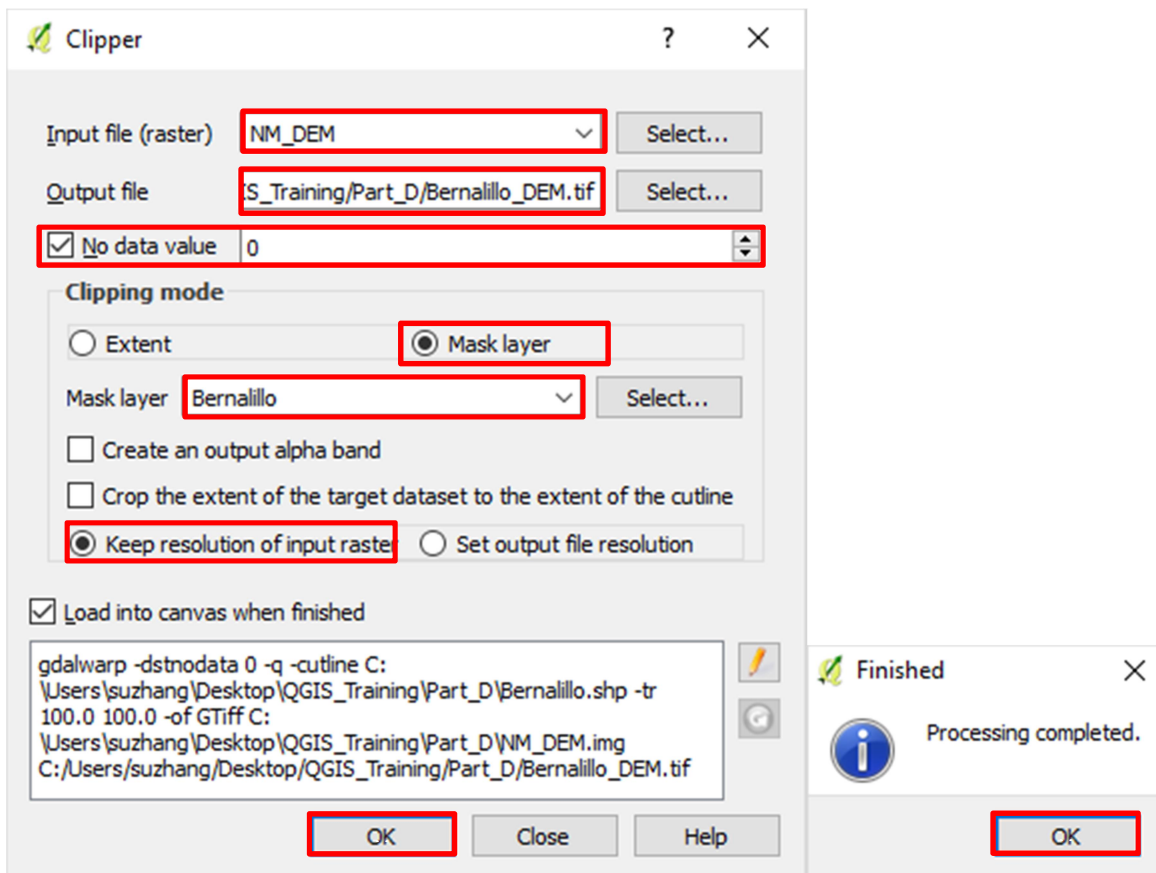 Clipper ?
Input file (raster) NM_DEM Select...
Output file IS_Training/Part_D/Bernalillo_DEM.tif Select...
No data value 0
Clipping mode
Extent Mask layer
Mask layer Bernalillo Select...
Create an output alpha band
Crop the extent of the target dataset to the extent of the cutline
Keep resolution of input raster Set output file resolution
Load into canvas when finished
gdalwarp -dstnodata 0 -q -cutline C:
\Users\suzhang\Desktop\QGIS_Training\Part_D\Bernalillo.shp -tr
100.0 100.0 -of GTiff C:
\Users\suzhang\Desktop\QGIS_Training\Part_D\NM_DEM.img
C:/Users/suzhang/Desktop/QGIS_Training/Part_D/Bernalillo_DEM.tif
OK Close Help
Finished
Processing completed.
OK